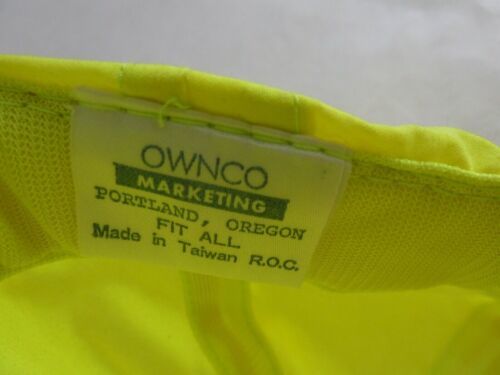 OWNCO
MARKETING
PORTLAND, OREGON
FIT ALL
Made in Taiwan R.O.C.